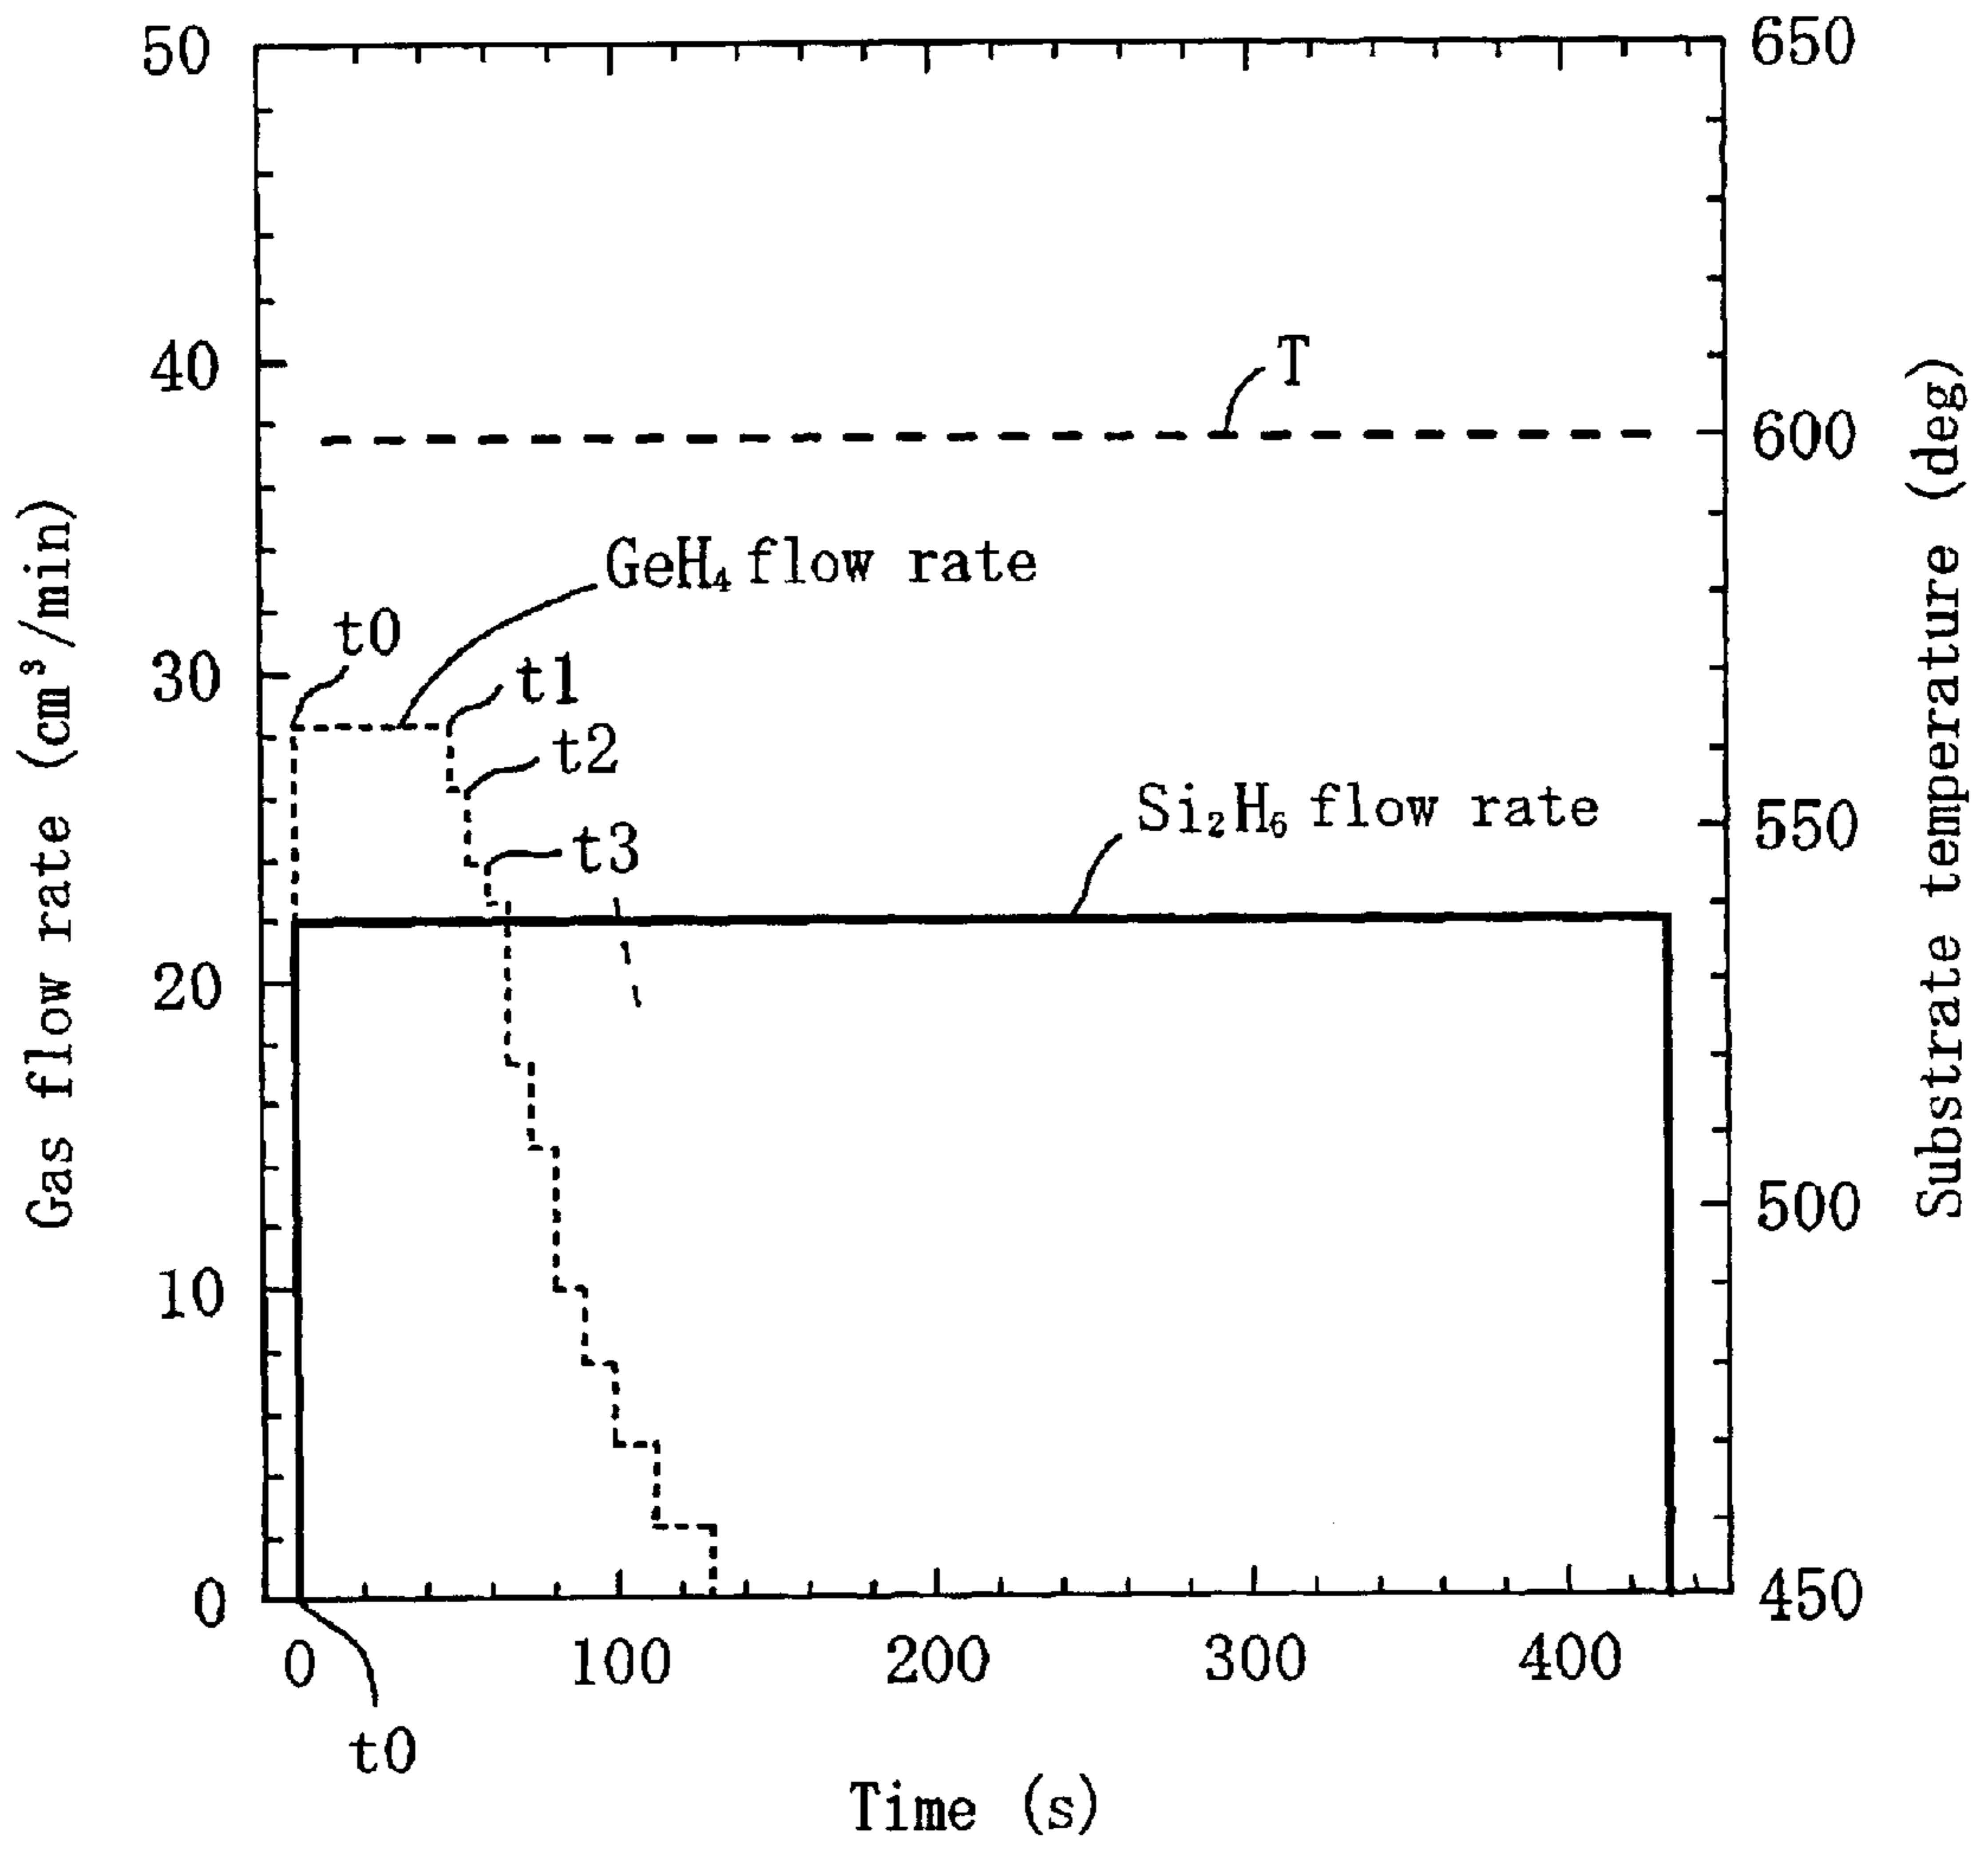 50
40
30
20
10
0
Gas flow rate (cm³/min)
650
600
550
500
450
Substrate temperature (deg)
T
GeH₄ flow rate
t0
t1
t2
t3
Si₂H₆ flow rate
0
100
200
300
400
t0
Time (s)